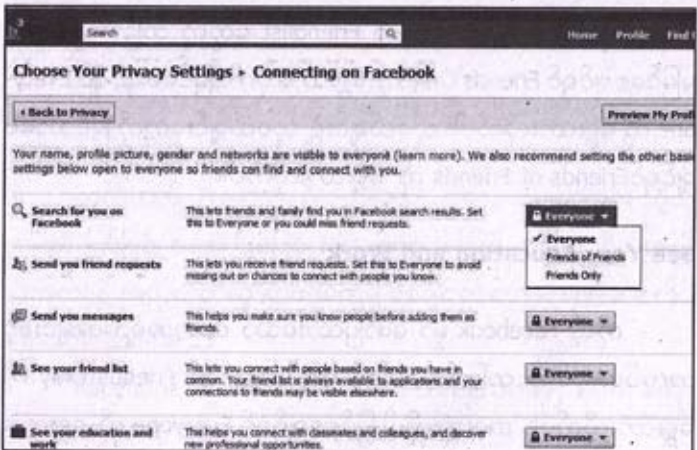 3
Search
Home Profile Find
Choose Your Privacy Settings ▸ Connecting on Facebook
◂ Back to Privacy
Preview My Profi
Your name, profile picture, gender and networks are visible to everyone (learn more). We also recommend setting the other basi
settings below open to everyone so friends can find and connect with you.
Search for you on Facebook
This lets friends and family find you in Facebook search results. Set
this to Everyone or you could miss friend requests.
Everyone
Everyone
Friends of Friends
Friends Only
Send you friend requests
This lets you receive friend requests. Set this to Everyone to avoid
missing out on chances to connect with people you know.
Send you messages
This helps you make sure you know people before adding them as
friends.
Everyone
See your friend list
This lets you connect with people based on friends you have in
common. Your friend list is always available to applications and your
connections to friends may be visible elsewhere.
Everyone
See your education and
work
This helps you connect with classmates and colleagues, and discover
new professional opportunities.
Everyone